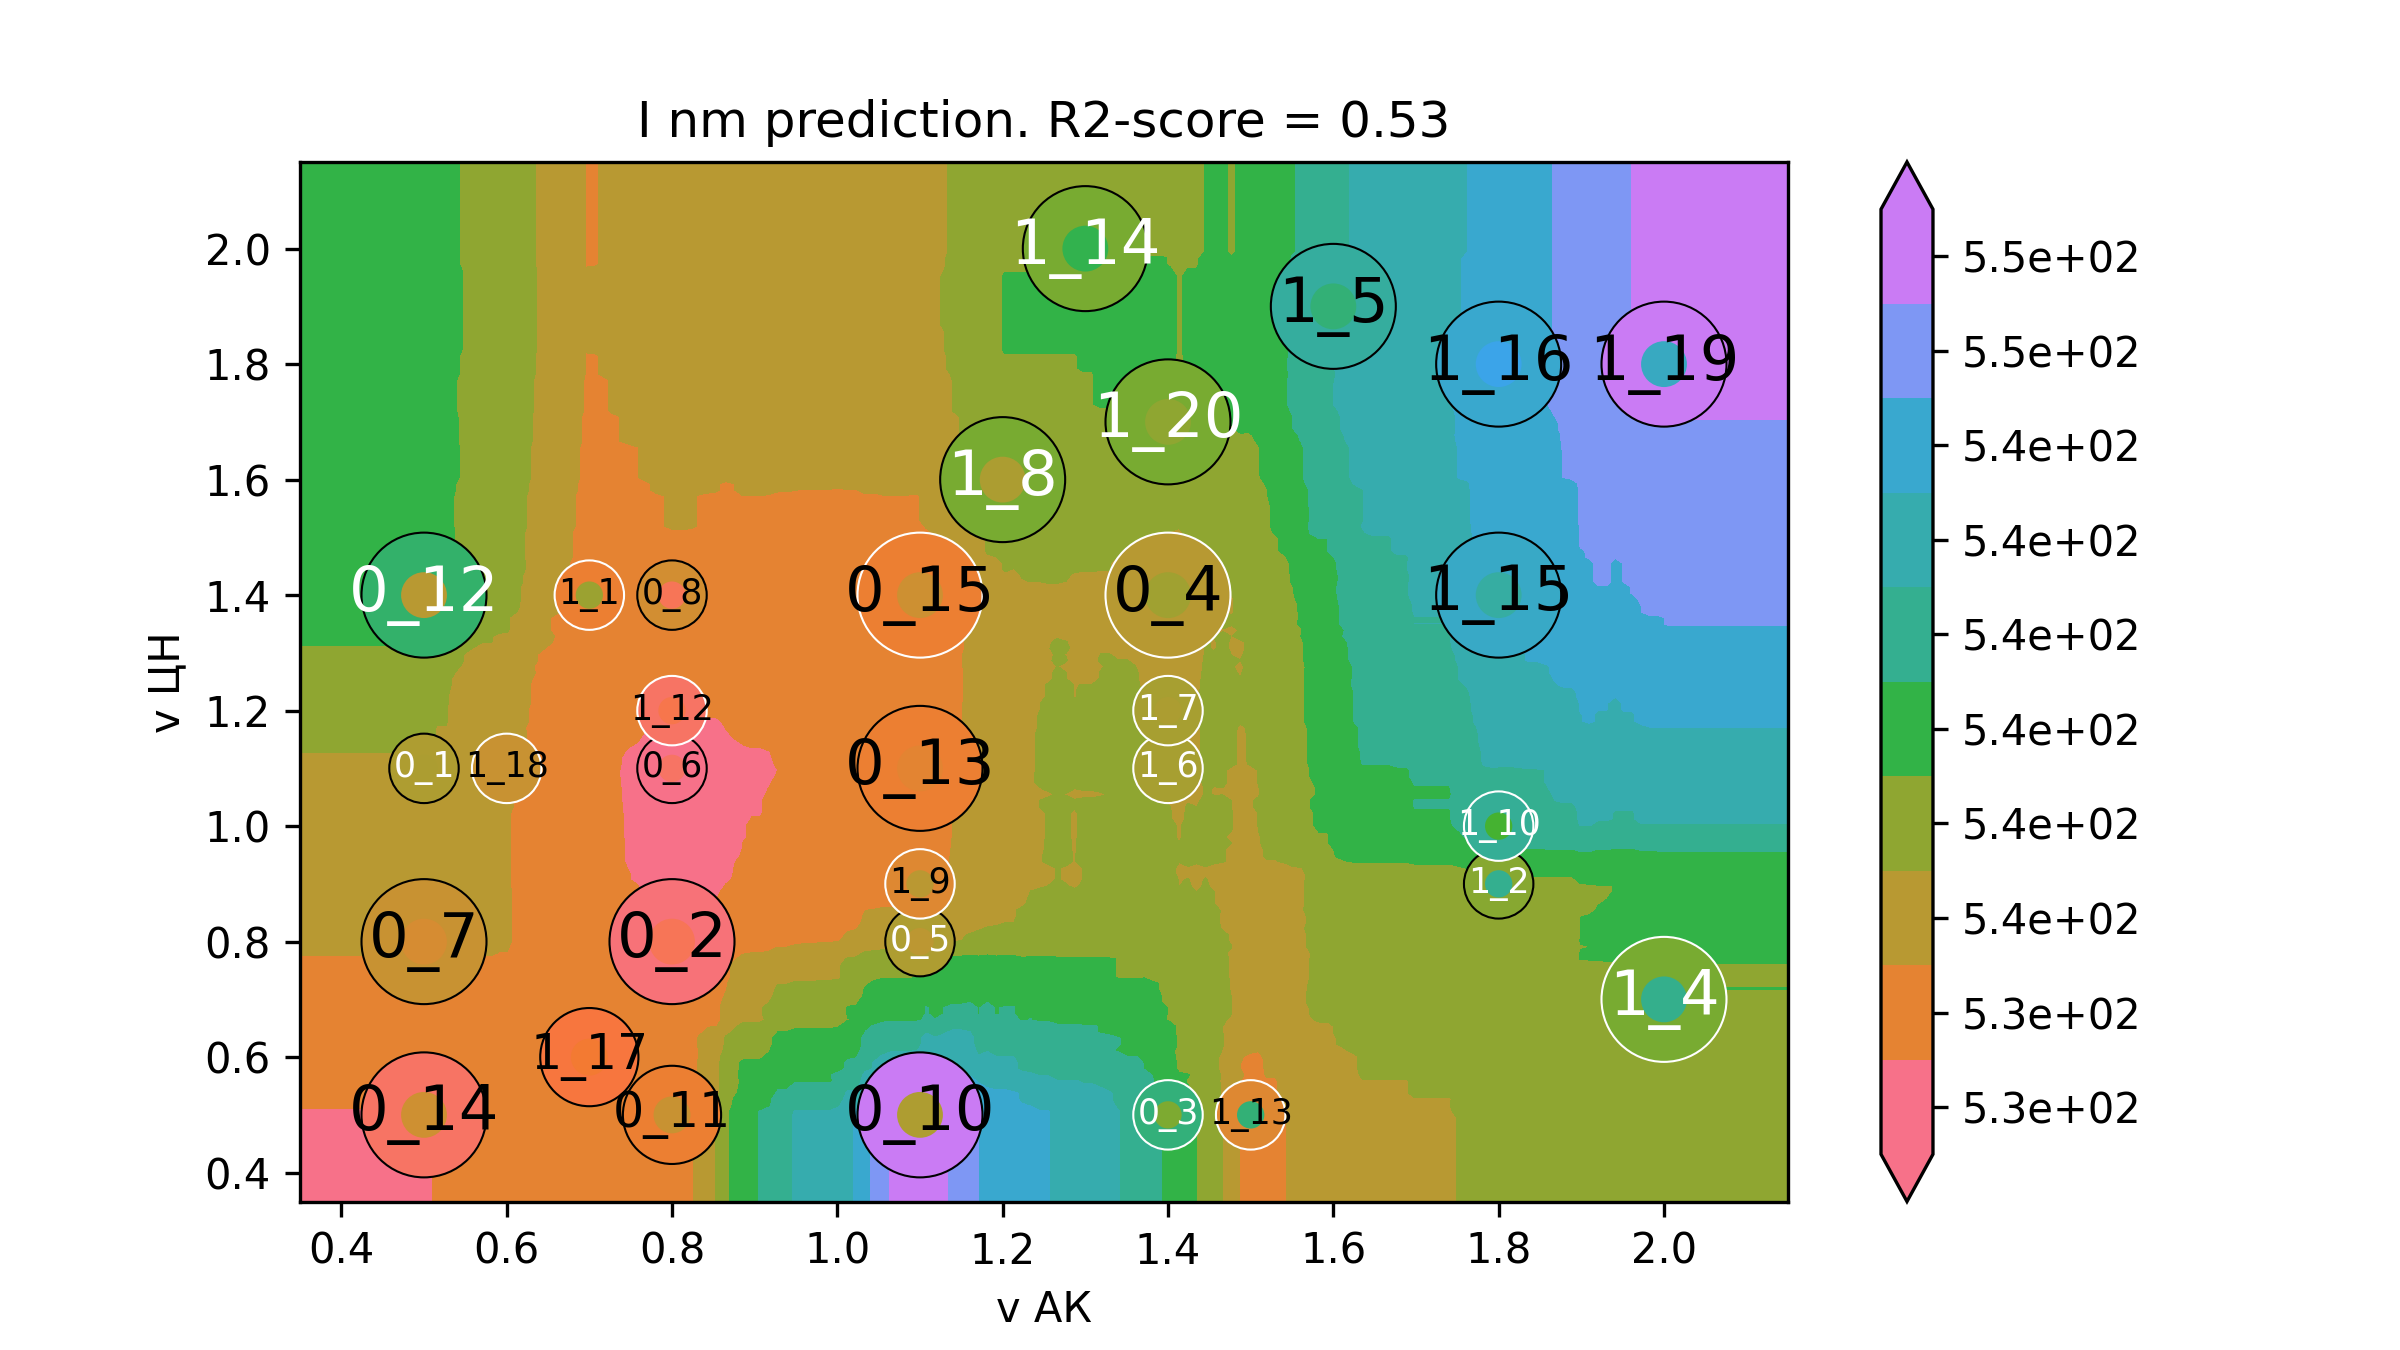 l nm prediction. R2-score = 0.53
2.0
1.8
1.6
1.4
1.2
1.0
0.8
0.6
0.4
v ЦН
1_14
1_5
1_16
1_19
1_20
1_8
0_12
1_1
0_8
0_15
0_4
1_15
1_12
1_7
0_1
1_18
0_6
0_13
1_6
1_10
1_9
1_2
0_7
0_2
0_5
1_4
1_17
0_14
0_11
0_10
0_3
1_13
0.4 0.6 0.8 1.0 1.2 1.4 1.6 1.8 2.0
v АК
5.5e+02
5.5e+02
5.4e+02
5.4e+02
5.4e+02
5.4e+02
5.4e+02
5.4e+02
5.3e+02
5.3e+02